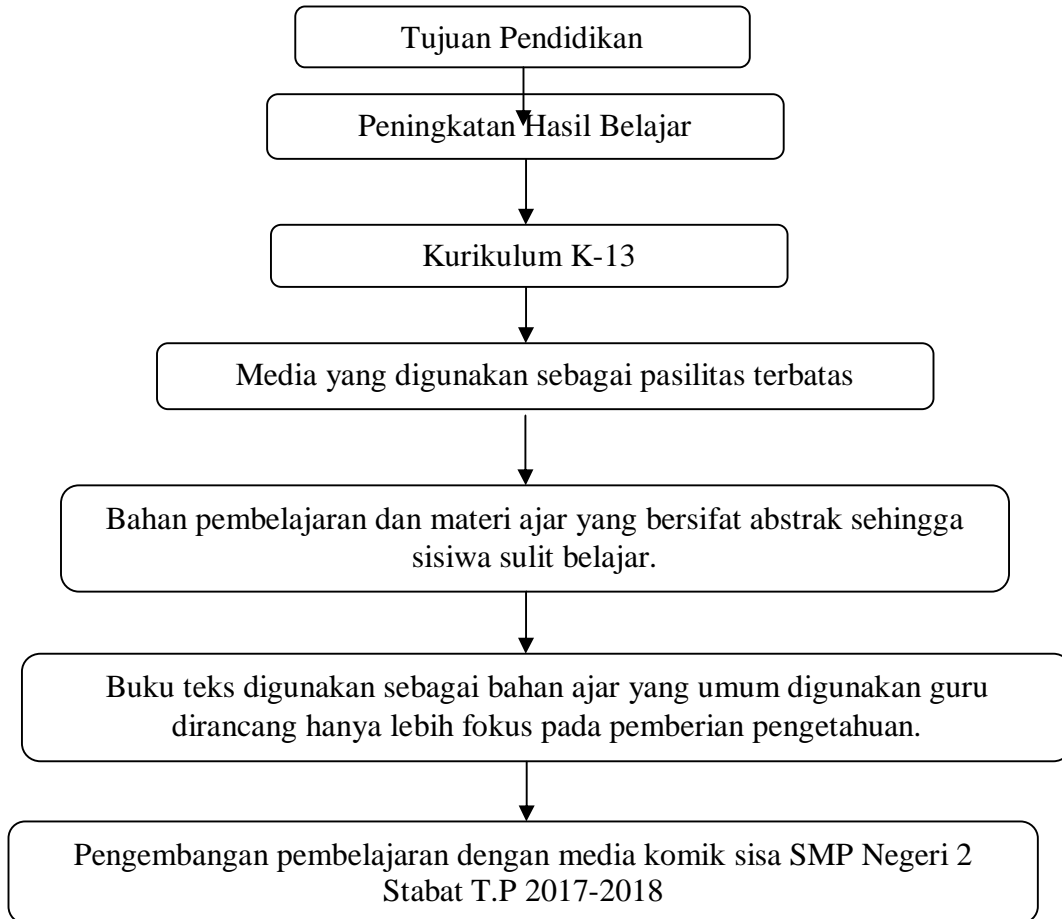 Tujuan Pendidikan
Peningkatan Hasil Belajar
Kurikulum K-13
Media yang digunakan sebagai pasilitas terbatas
Bahan pembelajaran dan materi ajar yang bersifat abstrak sehingga
sisiwa sulit belajar.
Buku teks digunakan sebagai bahan ajar yang umum digunakan guru
dirancang hanya lebih fokus pada pemberian pengetahuan.
Pengembangan pembelajaran dengan media komik sisa SMP Negeri 2
Stabat T.P 2017-2018